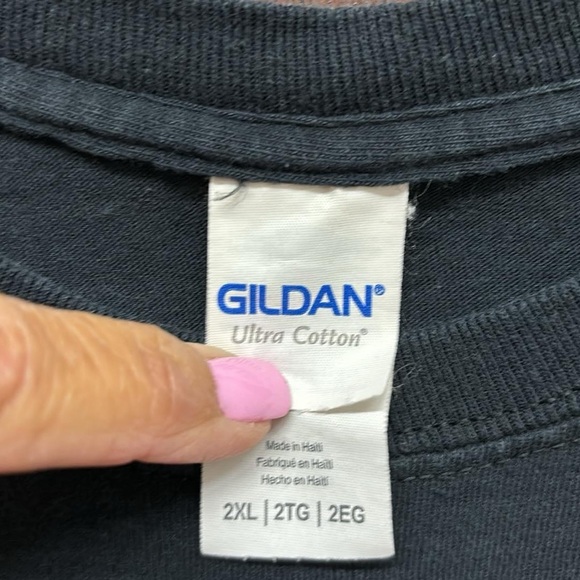 GILDAN®
Ultra Cotton®
Made in Haiti
Fabriqué en Haïti
Hecho en Haití
2XL | 2TG | 2EG